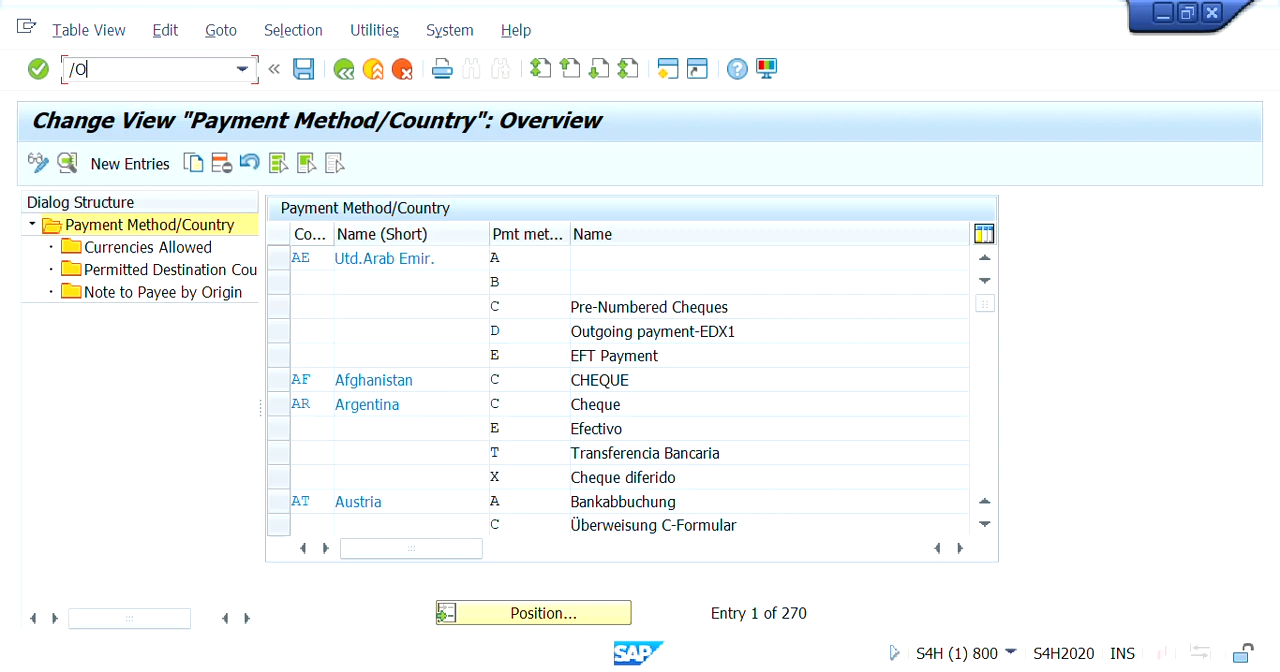 Table View Edit Goto Selection Utilities System Help
/O
Change View "Payment Method/Country": Overview
New Entries
Dialog Structure
Payment Method/Country
Currencies Allowed
Permitted Destination Cou
Note to Payee by Origin
Payment Method/Country
Co... Name (Short) Pmt met... Name
AE Utd.Arab Emir. A
B
C Pre-Numbered Cheques
D Outgoing payment-EDX1
E EFT Payment
AF Afghanistan C CHEQUE
AR Argentina C Cheque
E Efectivo
T Transferencia Bancaria
X Cheque diferido
AT Austria A Bankabbuchung
C Überweisung C-Formular
Position... Entry 1 of 270
SAP S4H (1) 800 S4H2020 INS